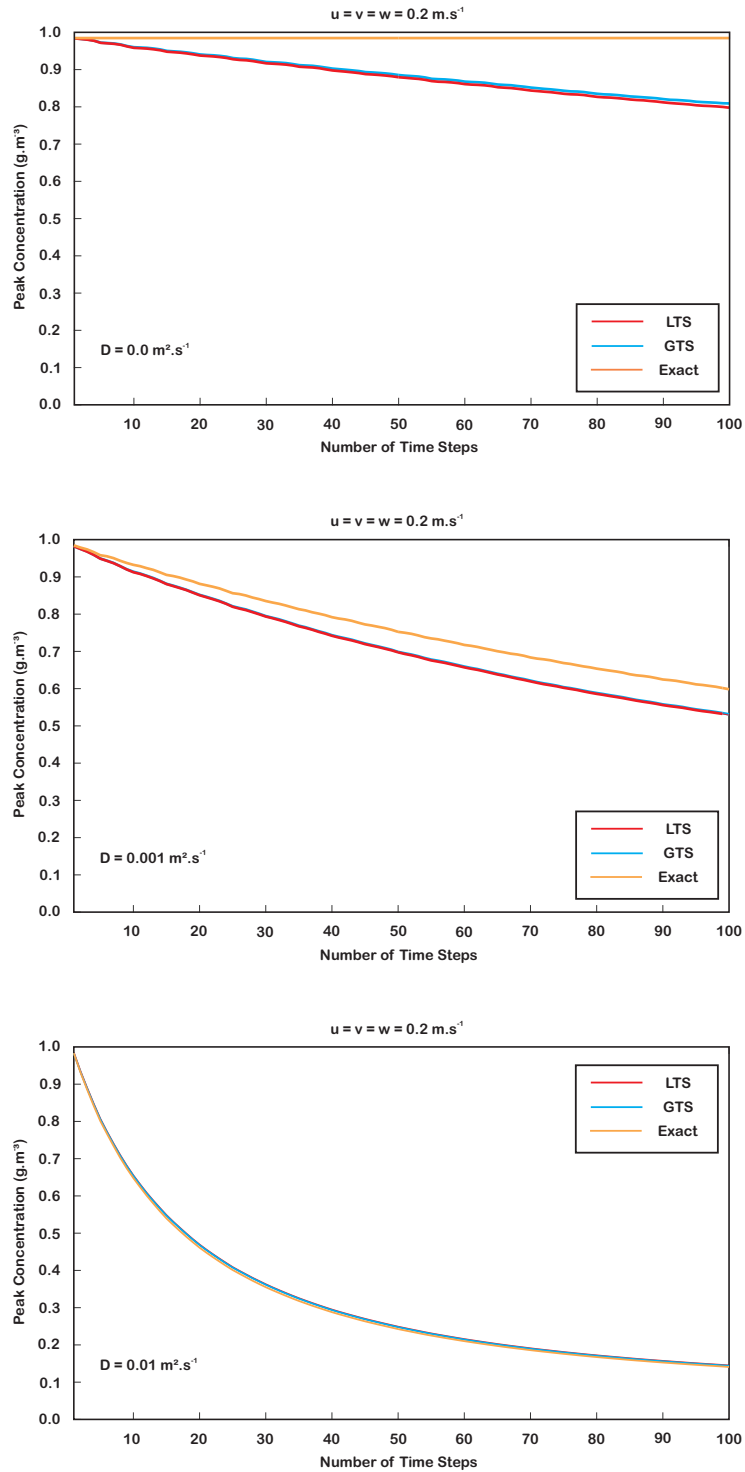 u = v = w = 0.2 m.s⁻¹
Peak Concentration (g.m⁻³)
1.0
0.9
0.8
0.7
0.6
0.5
0.4
0.3
0.2
0.1
0.0
D = 0.0 m².s⁻¹
LTS
GTS
Exact
10 20 30 40 50 60 70 80 90 100
Number of Time Steps
u = v = w = 0.2 m.s⁻¹
Peak Concentration (g.m⁻³)
1.0
0.9
0.8
0.7
0.6
0.5
0.4
0.3
0.2
0.1
0.0
D = 0.001 m².s⁻¹
LTS
GTS
Exact
10 20 30 40 50 60 70 80 90 100
Number of Time Steps
u = v = w = 0.2 m.s⁻¹
Peak Concentration (g.m⁻³)
1.0
0.9
0.8
0.7
0.6
0.5
0.4
0.3
0.2
0.1
0.0
LTS
GTS
Exact
D = 0.01 m².s⁻¹
10 20 30 40 50 60 70 80 90 100
Number of Time Steps